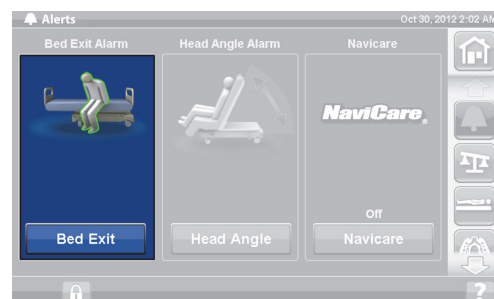 Alerts
Oct 30, 2012 2:02 AM
Bed Exit Alarm
Head Angle Alarm
Navicare
NaviCare®
Off
Bed Exit
Head Angle
Navicare
?